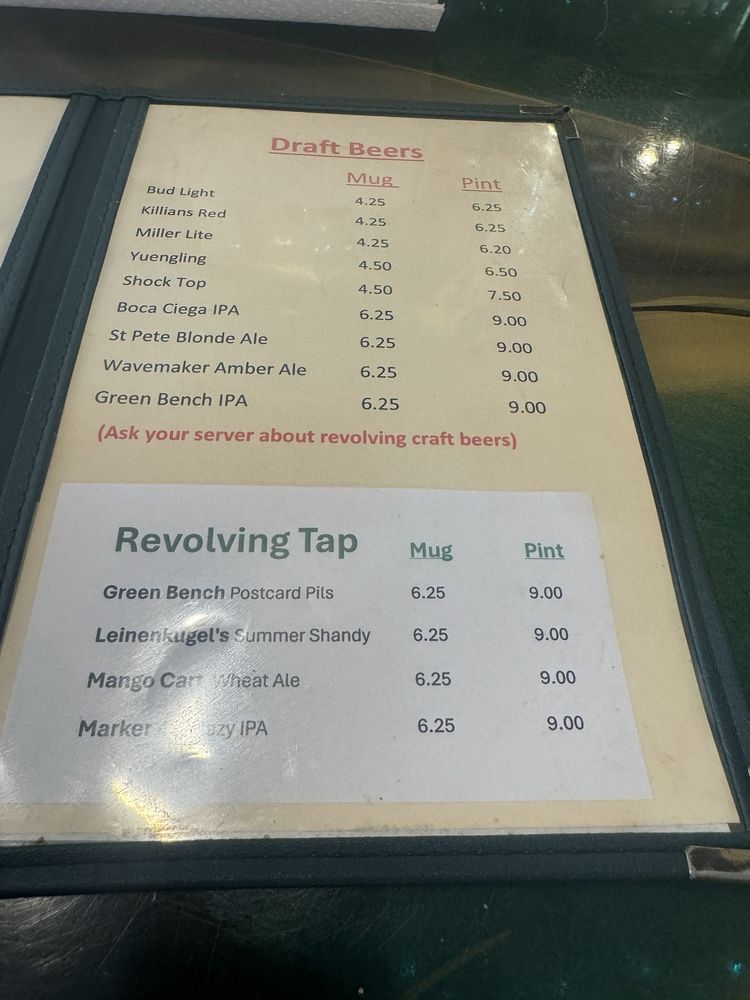 Draft Beers
Mug Pint
Bud Light 4.25 6.25
Killians Red 4.25 6.25
Miller Lite 4.25 6.20
Yuengling 4.50 6.50
Shock Top 4.50 7.50
Boca Ciega IPA 6.25 9.00
St Pete Blonde Ale 6.25 9.00
Wavemaker Amber Ale 6.25 9.00
Green Bench IPA 6.25 9.00
(Ask your server about revolving craft beers)
Revolving Tap Mug Pint
Green Bench Postcard Pils 6.25 9.00
Leinenkugel's Summer Shandy 6.25 9.00
Mango Cart Wheat Ale 6.25 9.00
Marker IPA 6.25 9.00